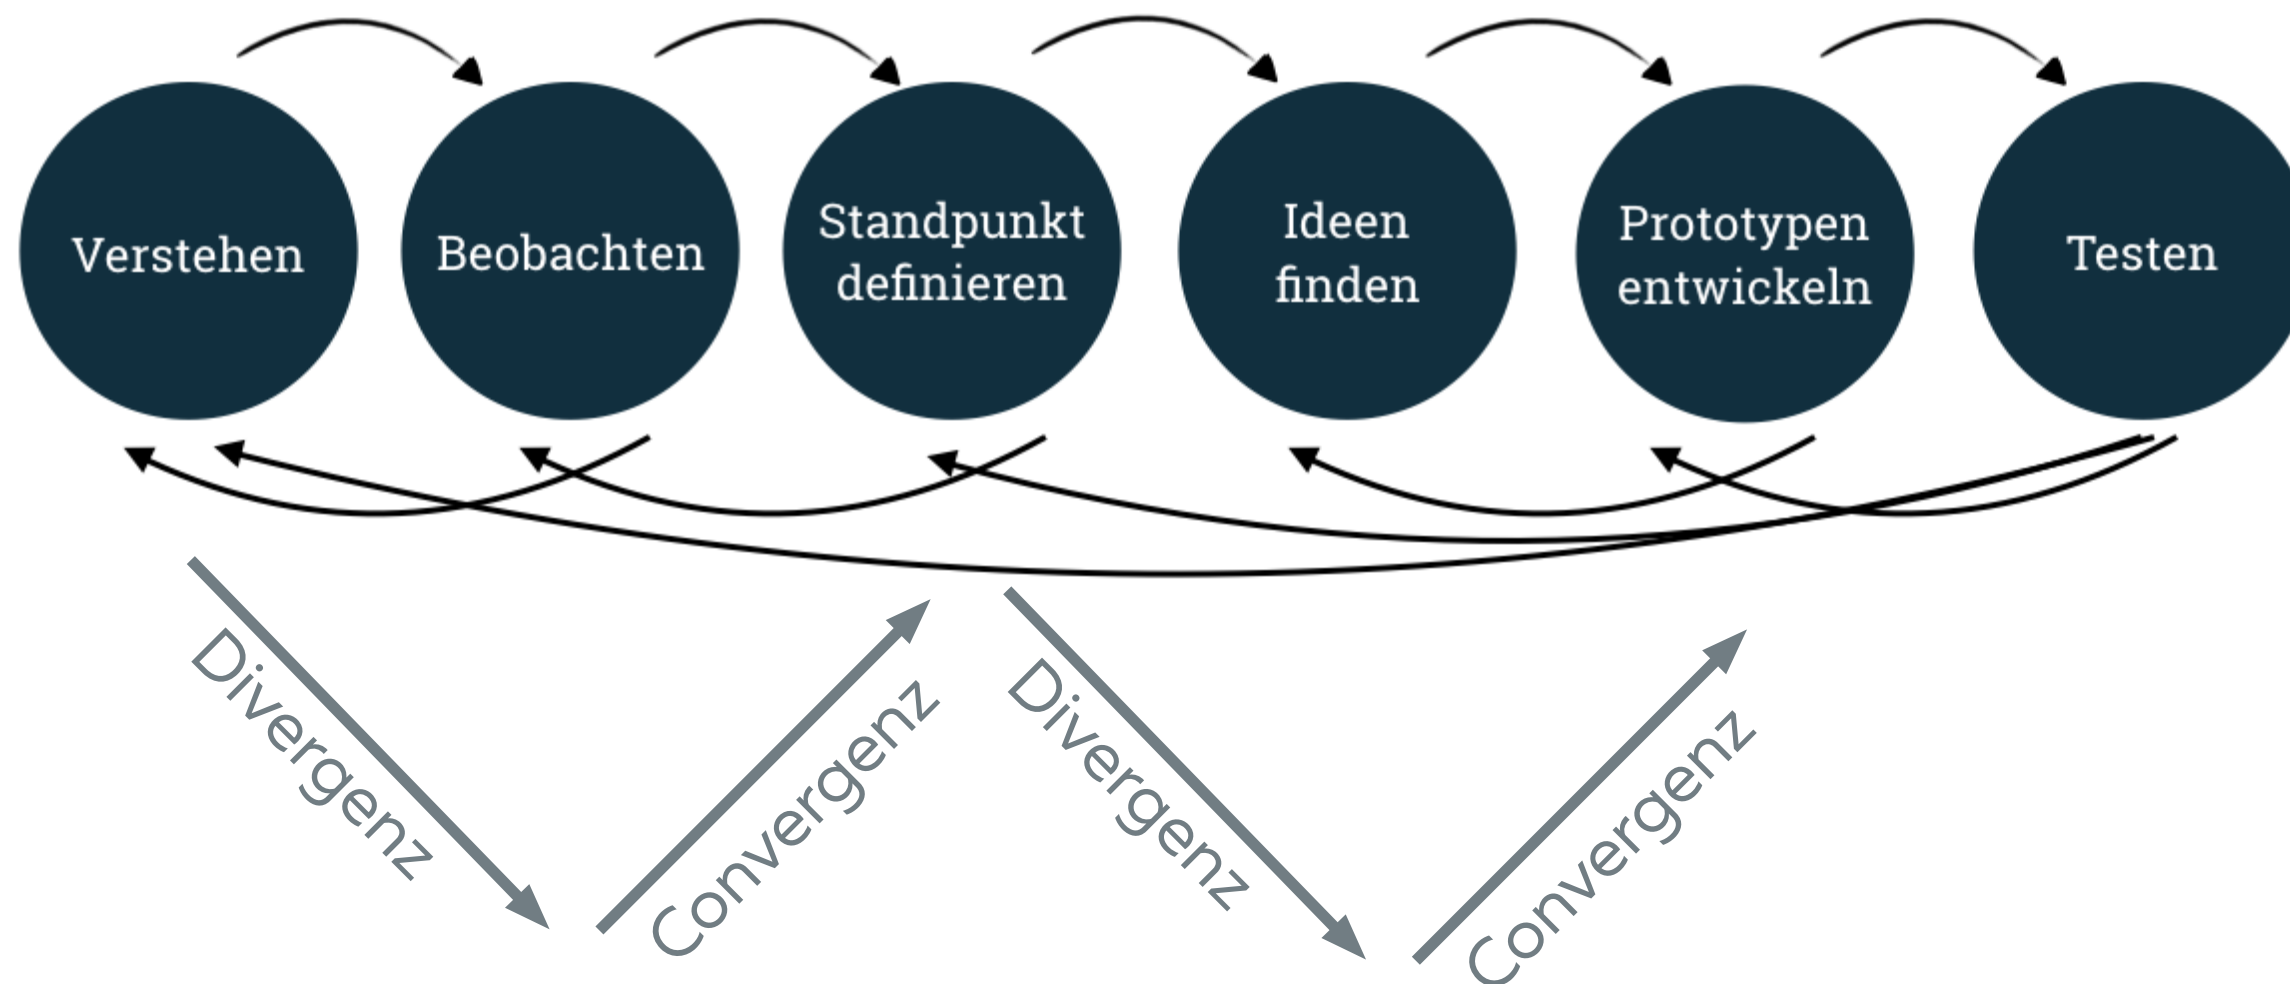 Verstehen
Beobachten
Standpunkt
definieren
Ideen
finden
Prototypen
entwickeln
Testen
Divergenz
Convergenz
Divergenz
Convergenz